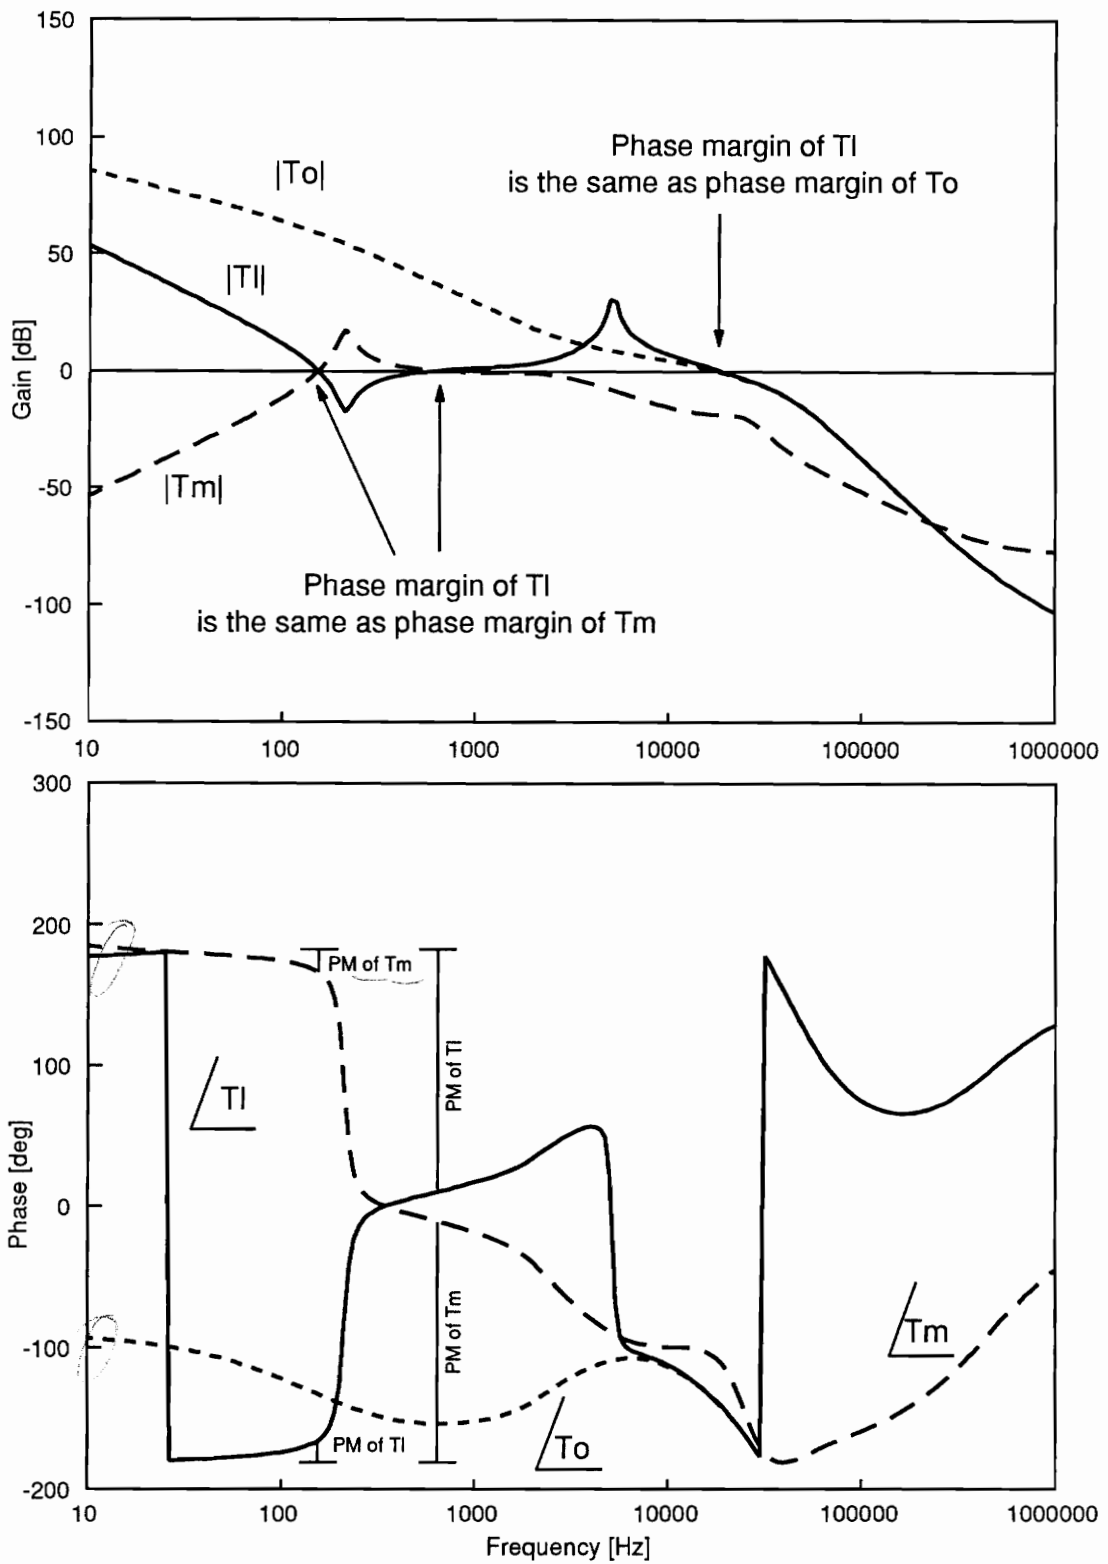 150
100
50
0
-50
-100
-150
Gain [dB]
|To|
|Tl|
|Tm|
Phase margin of Tl
is the same as phase margin of To
Phase margin of Tl
is the same as phase margin of Tm
10 100 1000 10000 100000 1000000
300
200
100
0
-100
-200
Phase [deg]
PM of Tm
PM of Tl
Tl
PM of Tm
PM of Tl
Tm
To
10 100 1000 10000 100000 1000000
Frequency [Hz]